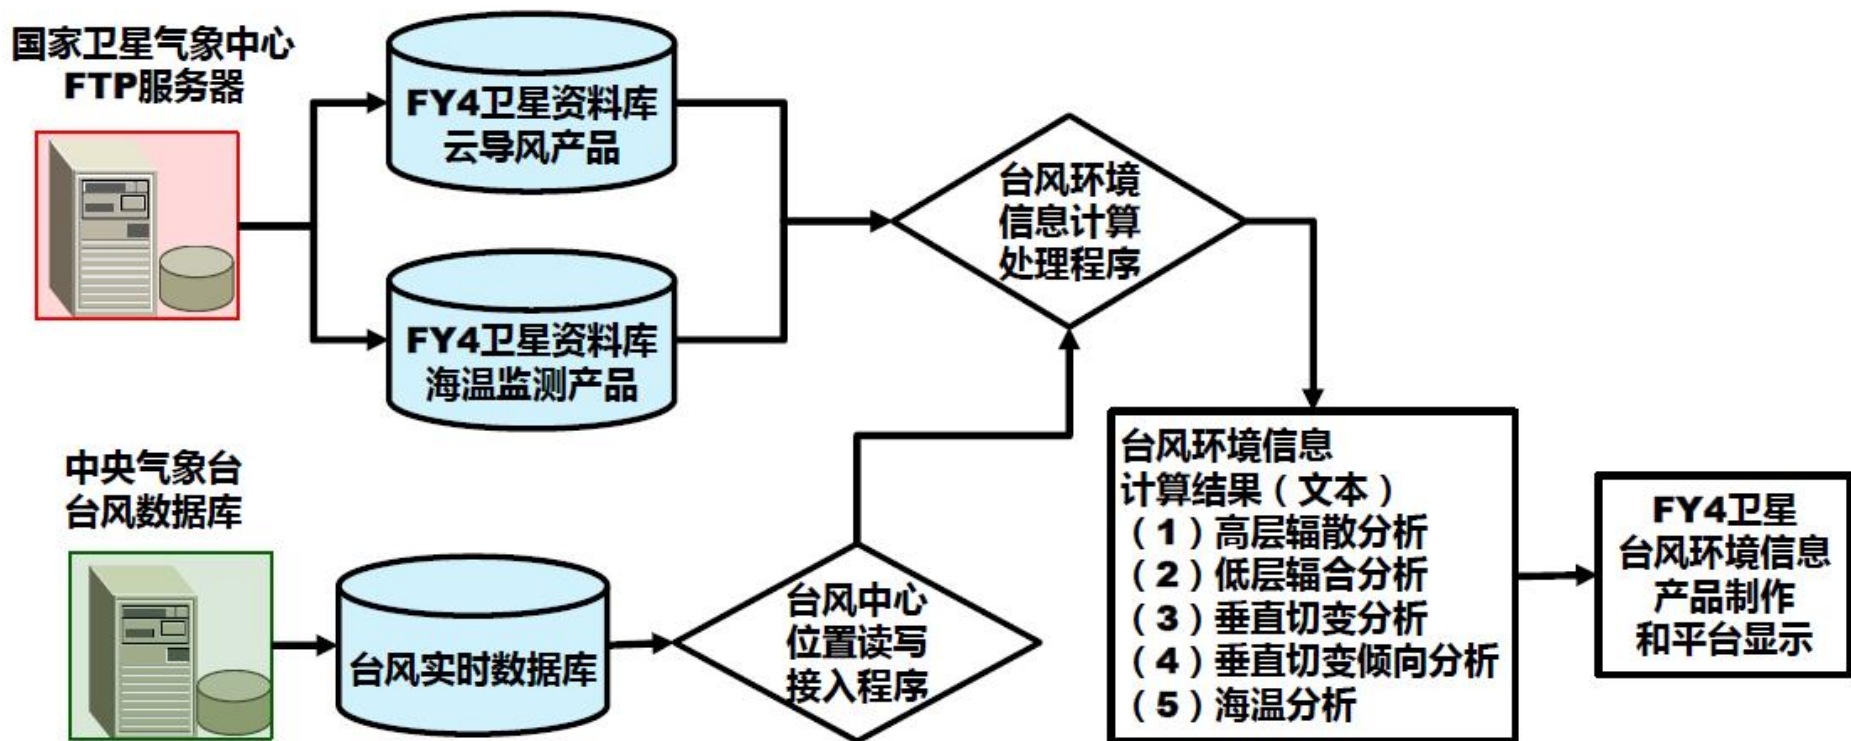 国家卫星气象中心
FTP服务器
FY4卫星资料库
云导风产品
FY4卫星资料库
海温监测产品
台风环境
信息计算
处理程序
中央气象台
台风数据库
台风实时数据库
台风中心
位置读写
接入程序
台风环境信息
计算结果（文本）
（1）高层辐散分析
（2）低层辐合分析
（3）垂直切变分析
（4）垂直切变倾向分析
（5）海温分析
FY4卫星
台风环境信息
产品制作
和平台显示